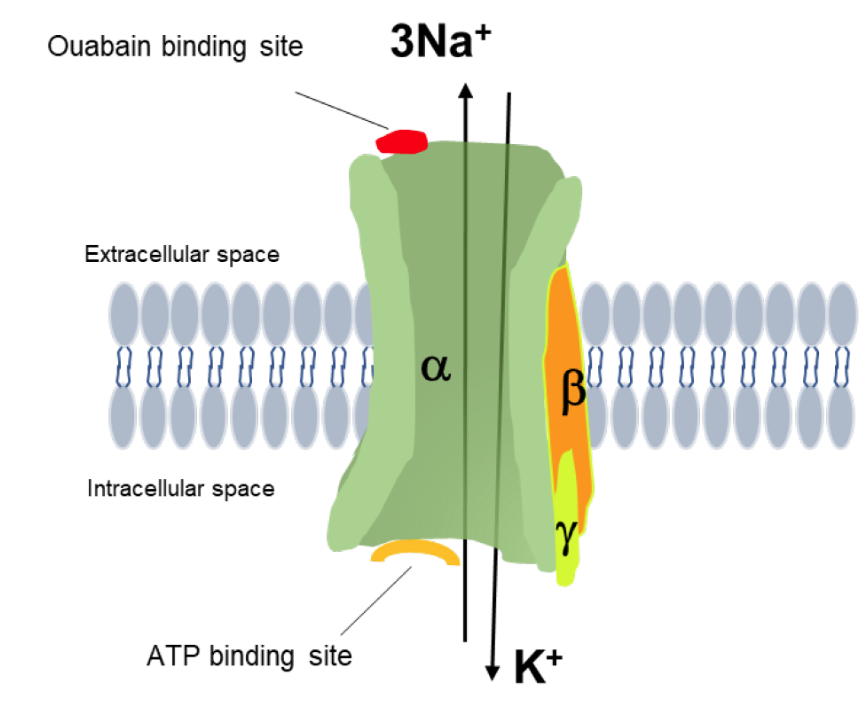 Ouabain binding site
3Na⁺
Extracellular space
α
β
Intracellular space
γ
ATP binding site
K⁺